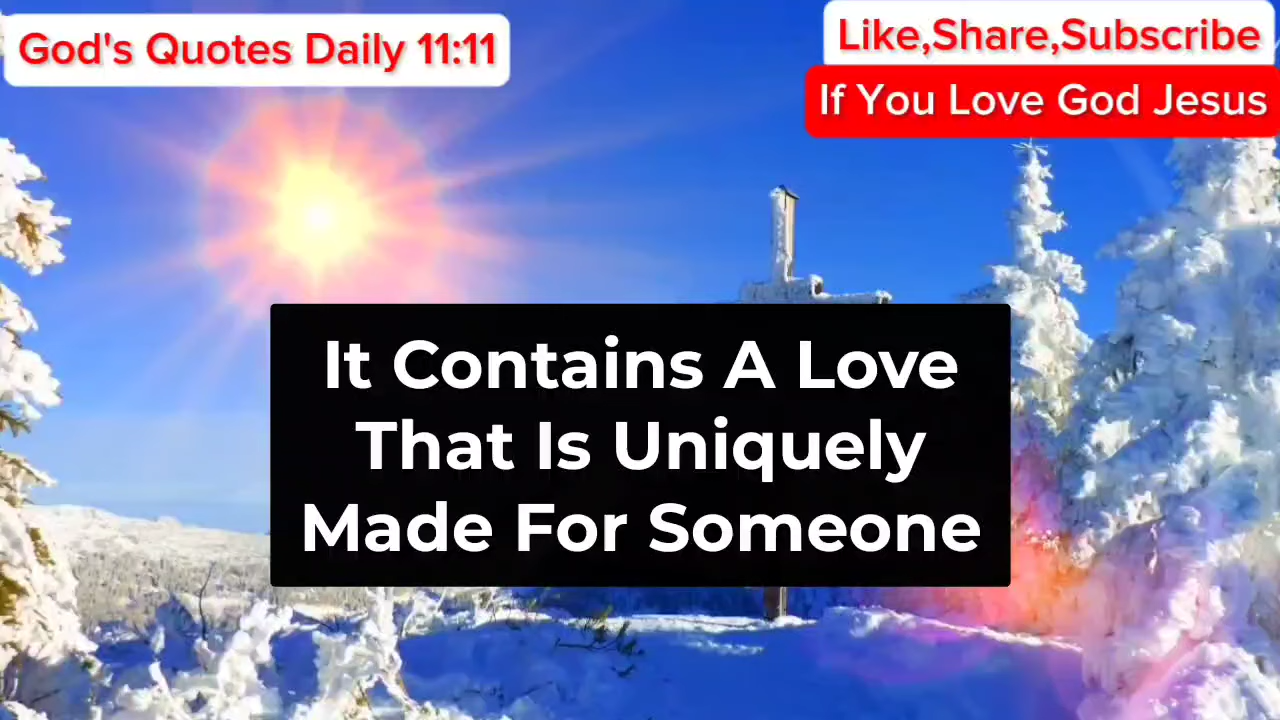 God's Quotes Daily 11:11
Like,Share,Subscribe
If You Love God Jesus
It Contains A Love
That Is Uniquely
Made For Someone